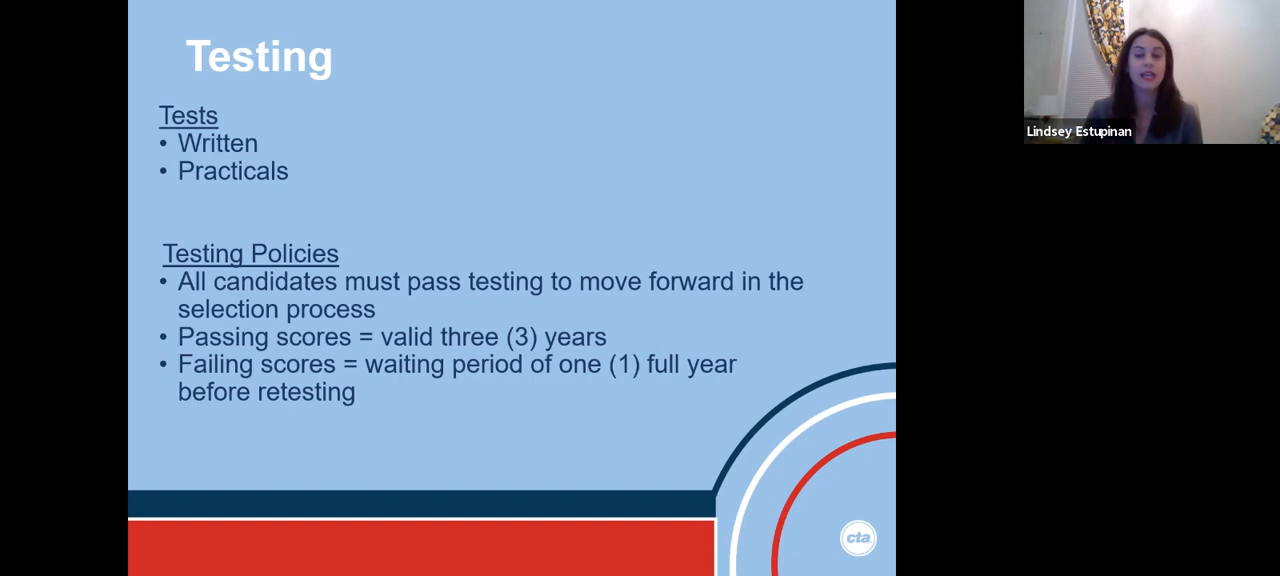 Testing
Tests
• Written
• Practicals
Testing Policies
• All candidates must pass testing to move forward in the
selection process
• Passing scores = valid three (3) years
• Failing scores = waiting period of one (1) full year
before retesting
cta
Lindsey Estupinan